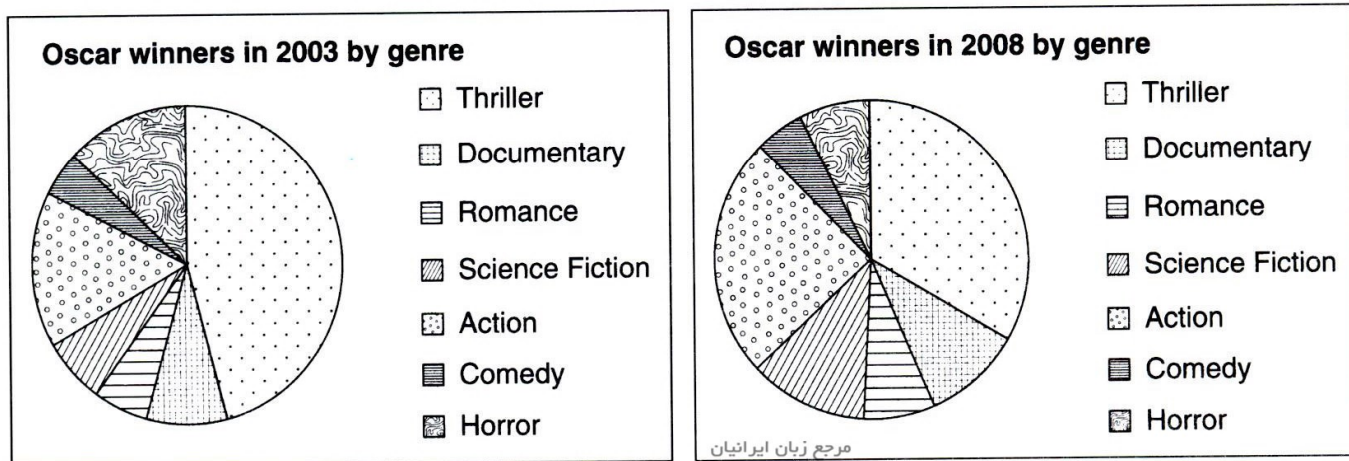 Oscar winners in 2003 by genre
Thriller
Documentary
Romance
Science Fiction
Action
Comedy
Horror
Oscar winners in 2008 by genre
Thriller
Documentary
Romance
Science Fiction
Action
Comedy
Horror
مرجع زبان ایرانیان